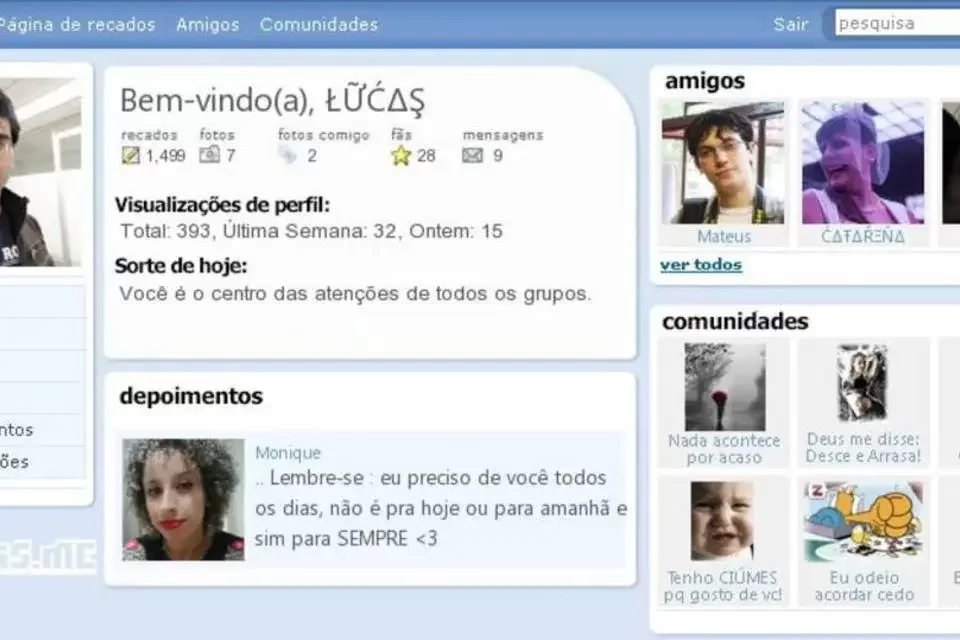 Página de recados Amigos Comunidades Sair pesquisa
Bem-vindo(a), ŁỮĆΔŞ
recados fotos fotos comigo fãs mensagens
1,499 7 2 28 9
Visualizações de perfil:
Total: 393, Última Semana: 32, Ontem: 15
Sorte de hoje:
Você é o centro das atenções de todos os grupos.
ntos
ões
depoimentos
Monique
.. Lembre-se : eu preciso de você todos
os dias, não é pra hoje ou para amanhã e
sim para SEMPRE <3
amigos
Mateus
ver todos
comunidades
Nada acontece
por acaso
Deus me disse:
Desce e Arrasa!
Tenho CIÚMES
pq gosto de vc!
Eu odeio
acordar cedo